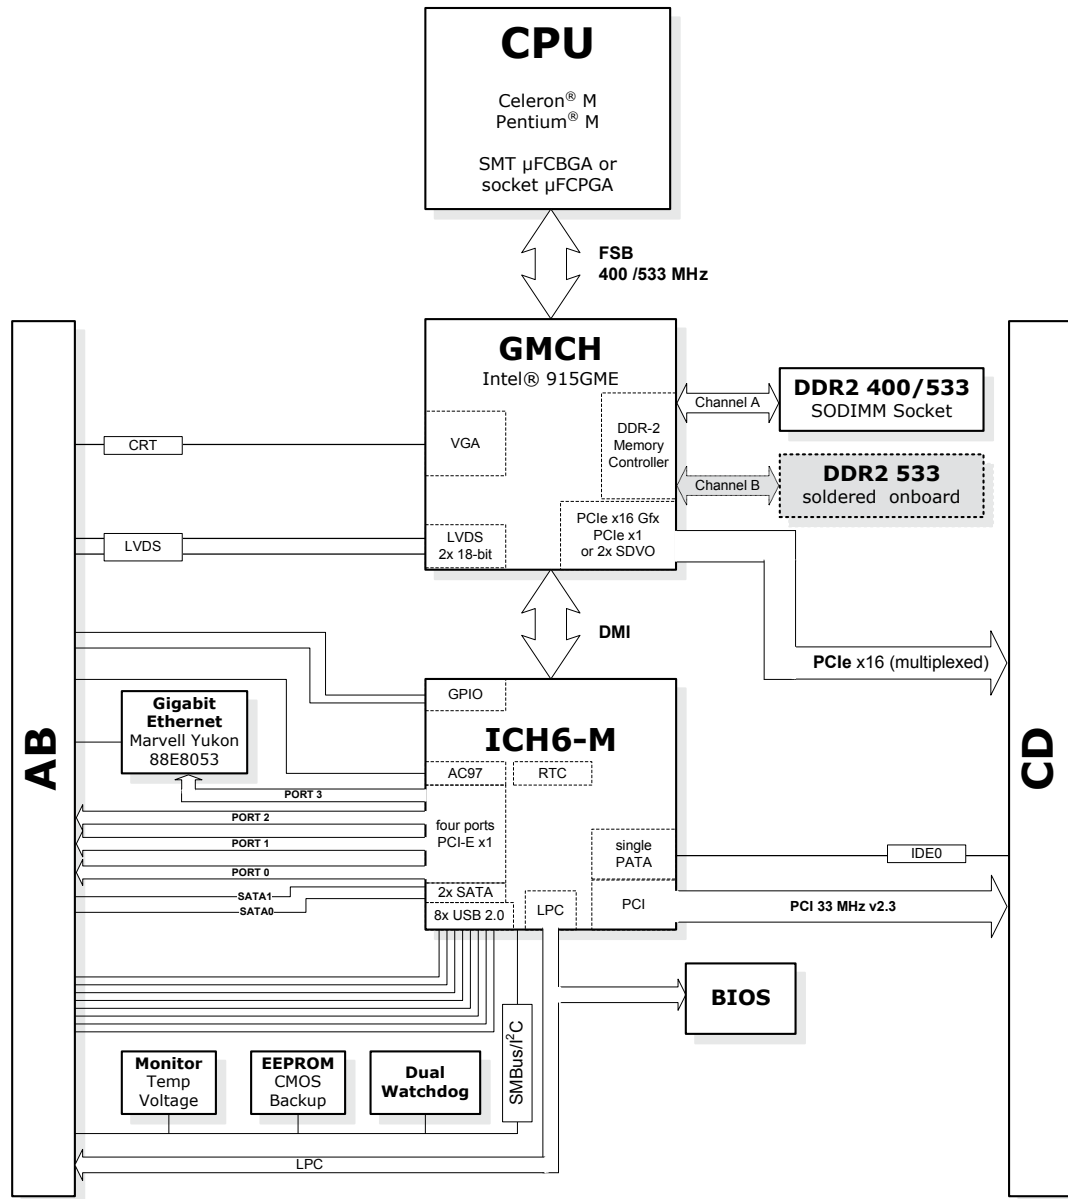 CPU
Celeron® M
Pentium® M
SMT µFCBGA or
socket µFCPGA
FSB
400 /533 MHz
GMCH
Intel® 915GME
VGA
DDR-2
Memory
Controller
LVDS
2x 18-bit
PCIe x16 Gfx
PCIe x1
or 2x SDVO
CRT
LVDS
Channel A
DDR2 400/533
SODIMM Socket
Channel B
DDR2 533
soldered onboard
DMI
PCIe x16 (multiplexed)
AB
CD
GPIO
ICH6-M
Gigabit
Ethernet
Marvell Yukon
88E8053
AC97
RTC
PORT 3
PORT 2
PORT 1
PORT 0
four ports
PCI-E x1
single
PATA
IDE0
SATA1
SATA0
2x SATA
8x USB 2.0
LPC
PCI
PCI 33 MHz v2.3
BIOS
SMBus/I²C
Monitor
Temp
Voltage
EEPROM
CMOS
Backup
Dual
Watchdog
LPC